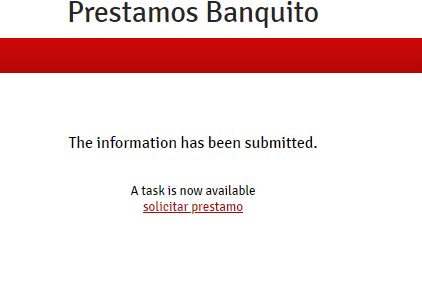 Prestamos Banquito
The information has been submitted.
A task is now available
solicitar prestamo